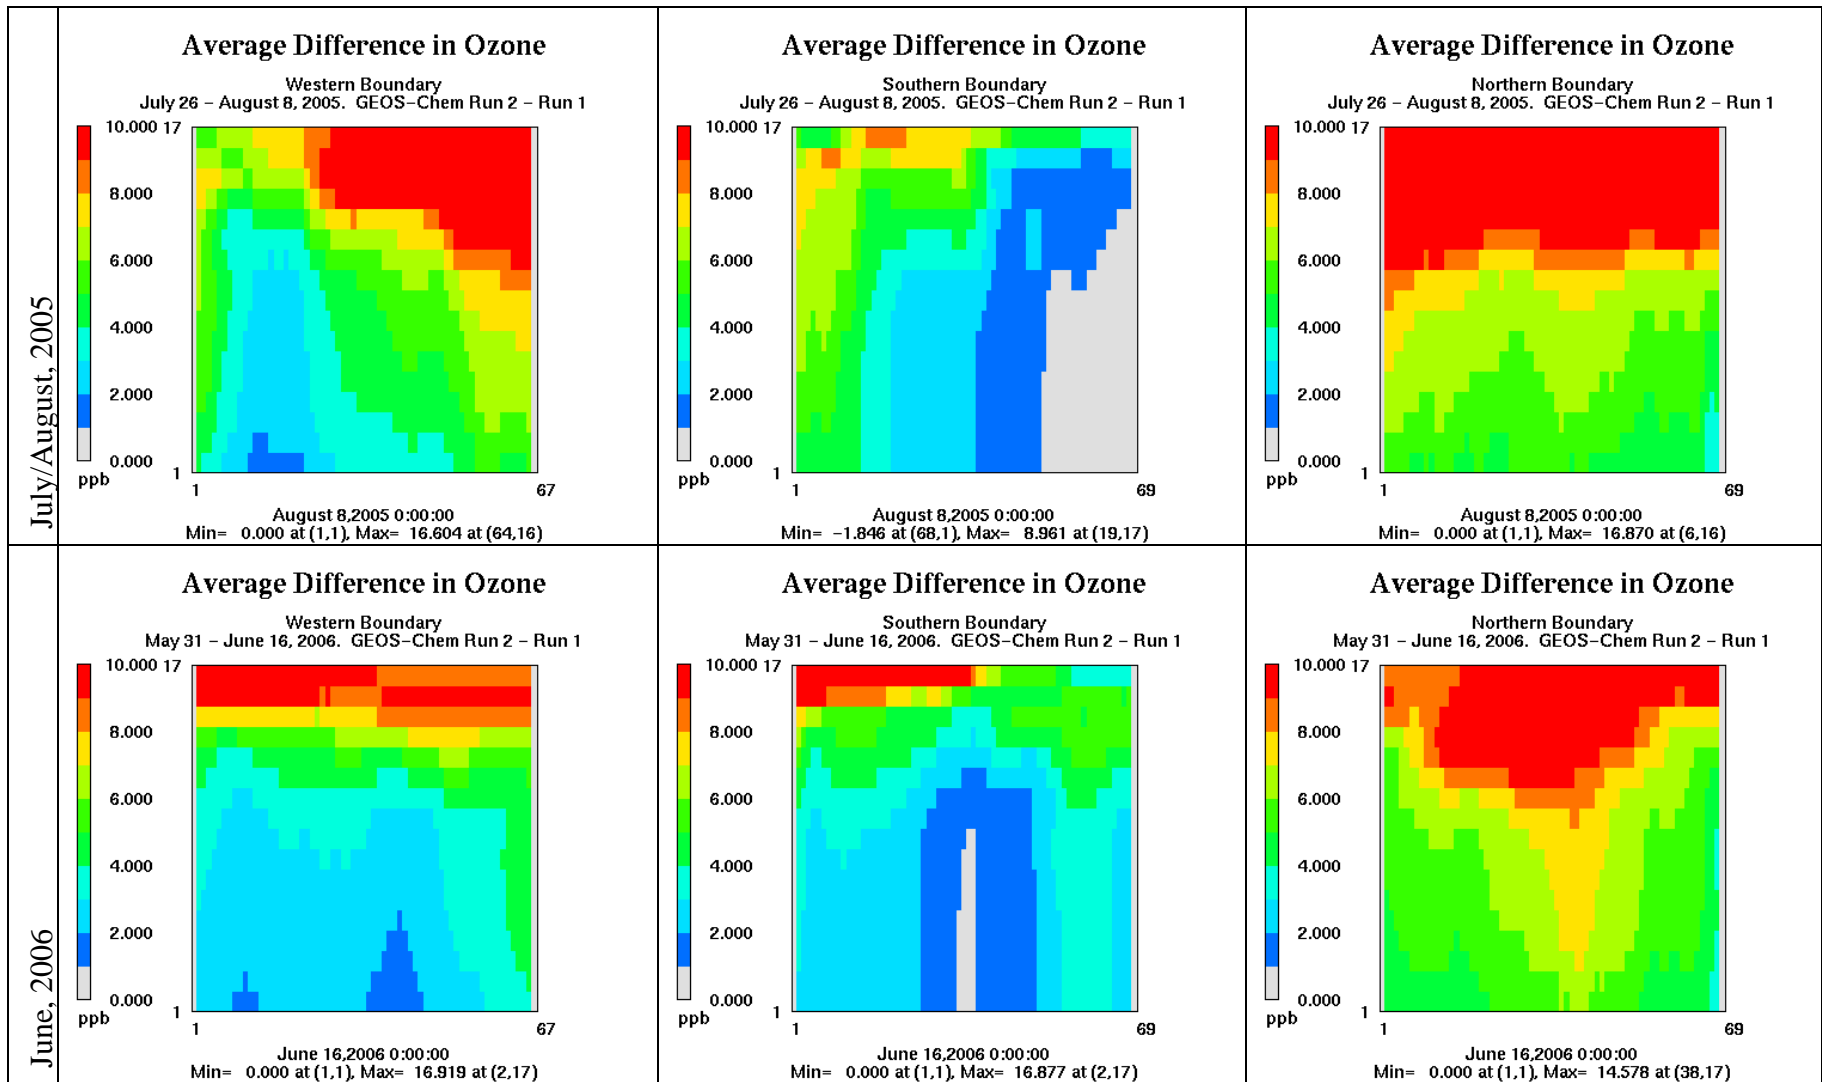 July/August, 2005
Average Difference in Ozone
Western Boundary
July 26 – August 8, 2005. GEOS–Chem Run 2 – Run 1
10.000
8.000
6.000
4.000
2.000
0.000
ppb
17
1
1
67
August 8,2005 0:00:00
Min= 0.000 at (1,1), Max= 16.604 at (64,16)
Average Difference in Ozone
Southern Boundary
July 26 – August 8, 2005. GEOS–Chem Run 2 – Run 1
10.000
8.000
6.000
4.000
2.000
0.000
ppb
17
1
1
69
August 8,2005 0:00:00
Min= –1.846 at (68,1), Max= 8.961 at (19,17)
Average Difference in Ozone
Northern Boundary
July 26 – August 8, 2005. GEOS–Chem Run 2 – Run 1
10.000
8.000
6.000
4.000
2.000
0.000
ppb
17
1
1
69
August 8,2005 0:00:00
Min= 0.000 at (1,1), Max= 16.870 at (6,16)
June, 2006
Average Difference in Ozone
Western Boundary
May 31 – June 16, 2006. GEOS–Chem Run 2 – Run 1
10.000
8.000
6.000
4.000
2.000
0.000
ppb
17
1
1
67
June 16,2006 0:00:00
Min= 0.000 at (1,1), Max= 16.919 at (2,17)
Average Difference in Ozone
Southern Boundary
May 31 – June 16, 2006. GEOS–Chem Run 2 – Run 1
10.000
8.000
6.000
4.000
2.000
0.000
ppb
17
1
1
69
June 16,2006 0:00:00
Min= 0.000 at (1,1), Max= 16.877 at (2,17)
Average Difference in Ozone
Northern Boundary
May 31 – June 16, 2006. GEOS–Chem Run 2 – Run 1
10.000
8.000
6.000
4.000
2.000
0.000
ppb
17
1
1
69
June 16,2006 0:00:00
Min= 0.000 at (1,1), Max= 14.578 at (38,17)